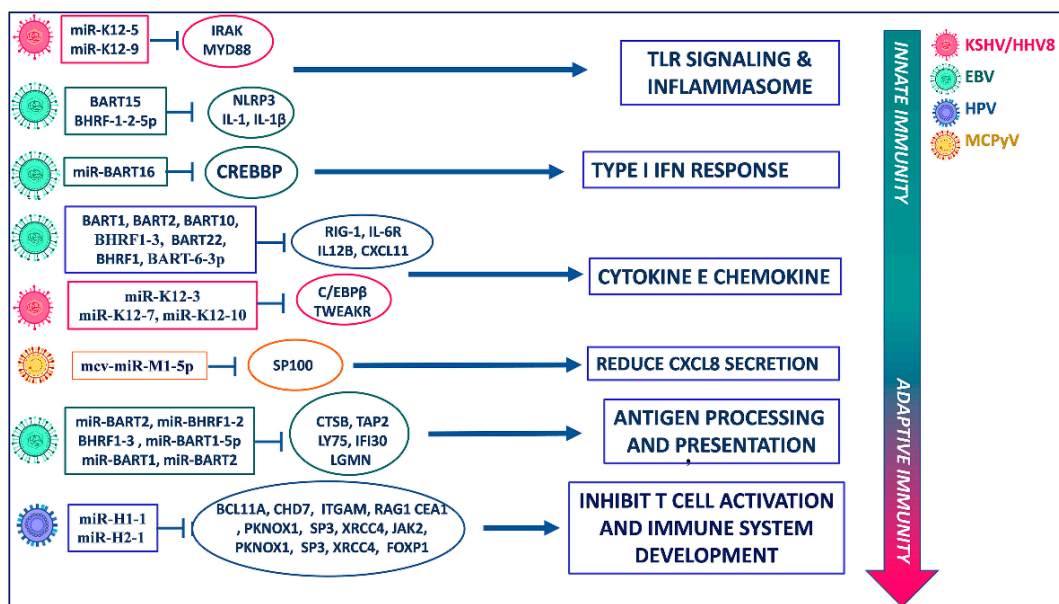 miR-K12-5
miR-K12-9
IRAK
MYD88
TLR SIGNALING &
INFLAMMASOME
BART15
BHRF-1-2-5p
NLRP3
IL-1, IL-1β
miR-BART16
CREBBP
TYPE I IFN RESPONSE
BART1, BART2, BART10,
BHRF1-3, BART22,
BHRF1, BART-6-3p
RIG-1, IL-6R
IL12B, CXCL11
CYTOKINE E CHEMOKINE
miR-K12-3
miR-K12-7, miR-K12-10
C/EBPβ
TWEAKR
mcv-miR-M1-5p
SP100
REDUCE CXCL8 SECRETION
miR-BART2, miR-BHRF1-2
BHRF1-3 , miR-BART1-5p
miR-BART1, miR-BART2
CTSB, TAP2
LY75, IFI30
LGMN
ANTIGEN PROCESSING
AND PRESENTATION
,
miR-H1-1
miR-H2-1
BCL11A, CHD7, ITGAM, RAG1 CEA1
, PKNOX1, SP3, XRCC4, JAK2,
PKNOX1, SP3, XRCC4, FOXP1
INHIBIT T CELL ACTIVATION
AND IMMUNE SYSTEM
DEVELOPMENT
INNATE IMMUNITY
ADAPTIVE IMMUNITY
KSHV/HHV8
EBV
HPV
MCPyV